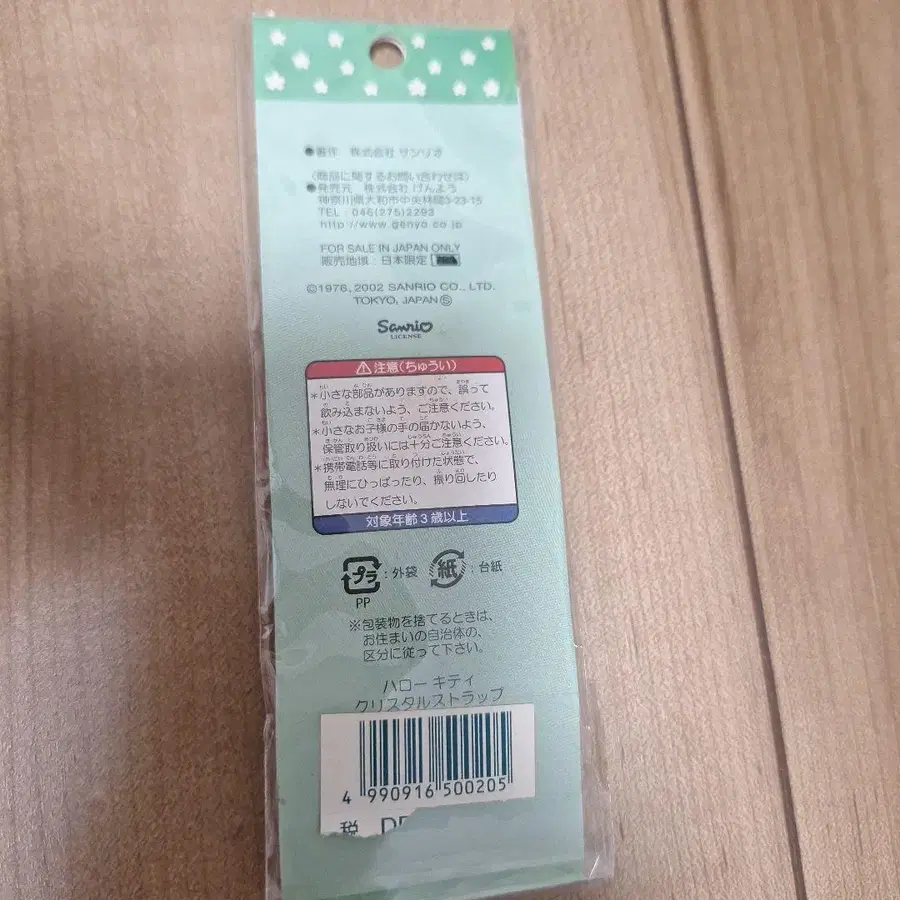 ●著作 株式会社 サンリオ
〈商品に関するお問い合わせは〉
●発売元 株式会社 げんよう
神奈川県大和市中央林間3-23-15
TEL:046(275)2293
http://www.genyo.co.jp
FOR SALE IN JAPAN ONLY
販売地域:日本限定
©1976, 2002 SANRIO CO., LTD.
TOKYO, JAPAN Ⓢ
Sanrio
LICENSE
⚠注意(ちゅうい)
*小さな部品がありますので、誤って
飲み込まないよう、ご注意ください。
*小さなお子様の手の届かないよう、
保管取り扱いには十分ご注意ください。
*携帯電話等に取り付けた状態で、
無理にひっぱったり、振り回したり
しないでください。
対象年齢3歳以上
プラ:外袋 紙:台紙
PP
※包装物を捨てるときは、
お住まいの自治体の、
区分に従って下さい。
ハロー キティ
クリスタルストラップ
4 990916 500205
税